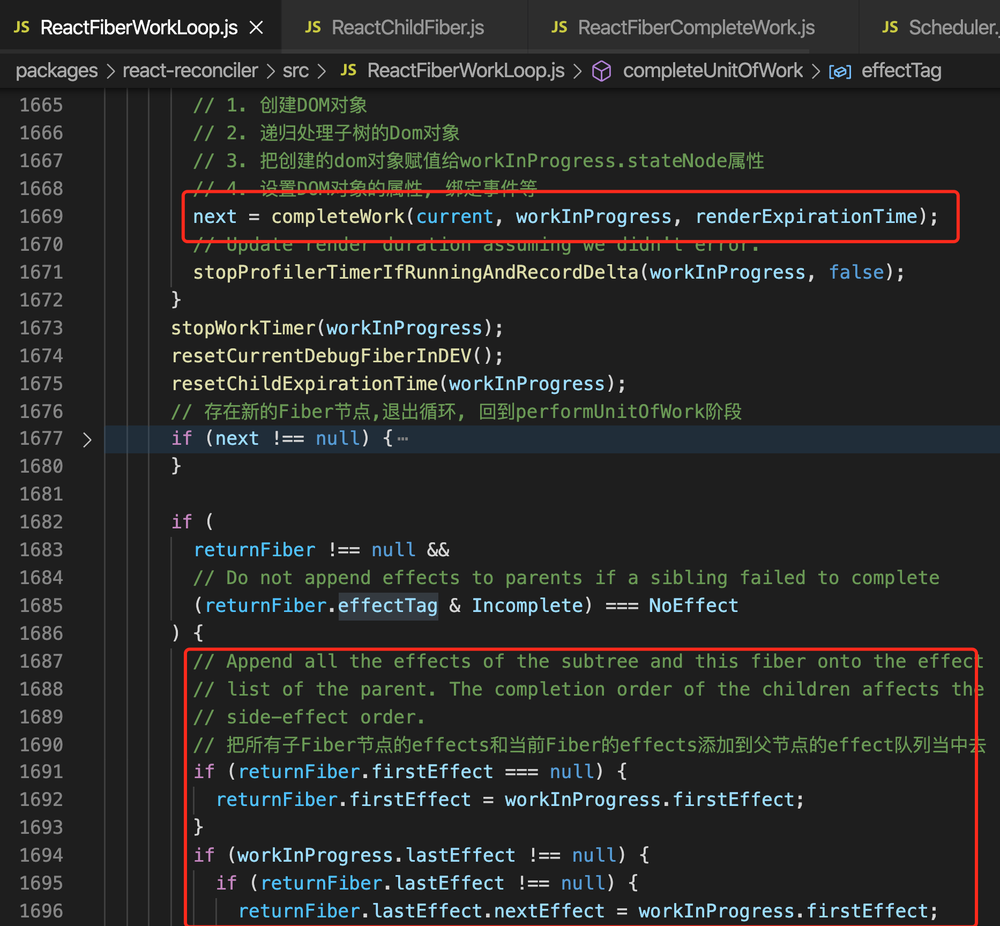 JS ReactFiberWorkLoop.js × JS ReactChildFiber.js JS ReactFiberCompleteWork.js JS Scheduler.
packages > react-reconciler > src > JS ReactFiberWorkLoop.js > completeUnitOfWork > effectTag
1665 // 1. 创建DOM对象
1666 // 2. 递归处理子树的Dom对象
1667 // 3. 把创建的dom对象赋值给workInProgress.stateNode属性
1668 // 4. 设置DOM对象的属性, 绑定事件等
1669 next = completeWork(current, workInProgress, renderExpirationTime);
1670 // Update render duration assuming we didn't error.
1671 stopProfilerTimerIfRunningAndRecordDelta(workInProgress, false);
1672 }
1673 stopWorkTimer(workInProgress);
1674 resetCurrentDebugFiberInDEV();
1675 resetChildExpirationTime(workInProgress);
1676 // 存在新的Fiber节点,退出循环, 回到performUnitOfWork阶段
1677 > if (next !== null) {…
1680 }
1681
1682 if (
1683 returnFiber !== null &&
1684 // Do not append effects to parents if a sibling failed to complete
1685 (returnFiber.effectTag & Incomplete) === NoEffect
1686 ) {
1687 // Append all the effects of the subtree and this fiber onto the effect
1688 // list of the parent. The completion order of the children affects the
1689 // side-effect order.
1690 // 把所有子Fiber节点的effects和当前Fiber的effects添加到父节点的effect队列当中去
1691 if (returnFiber.firstEffect === null) {
1692 returnFiber.firstEffect = workInProgress.firstEffect;
1693 }
1694 if (workInProgress.lastEffect !== null) {
1695 if (returnFiber.lastEffect !== null) {
1696 returnFiber.lastEffect.nextEffect = workInProgress.firstEffect;